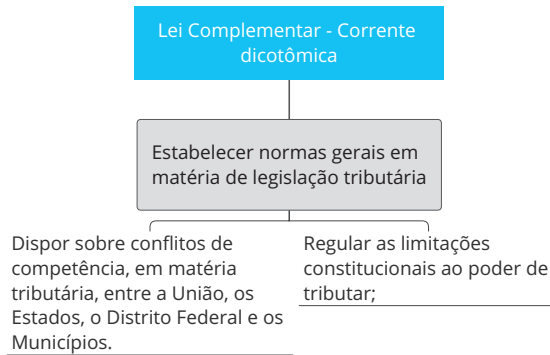 Lei Complementar - Corrente
dicotômica
Estabelecer normas gerais em
matéria de legislação tributária
Dispor sobre conflitos de
competência, em matéria
tributária, entre a União, os
Estados, o Distrito Federal e os
Municípios.
Regular as limitações
constitucionais ao poder de
tributar;